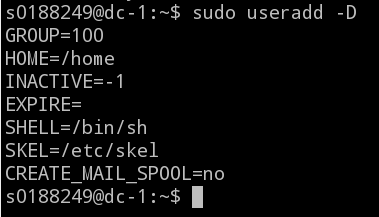 s0188249@dc-1:~$ sudo useradd -D
GROUP=100
HOME=/home
INACTIVE=-1
EXPIRE=
SHELL=/bin/sh
SKEL=/etc/skel
CREATE_MAIL_SPOOL=no
s0188249@dc-1:~$